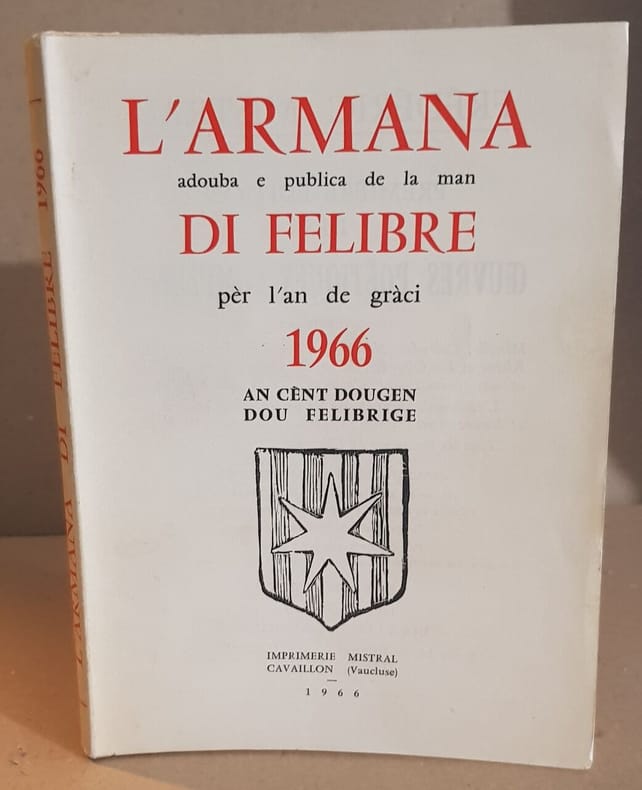 L'ARMANA
adouba e publica de la man
DI FELIBRE
pèr l'an de gràci
1966
AN CÈNT DOUGEN
DOU FELIBRIGE
IMPRIMERIE MISTRAL
CAVAILLON (Vaucluse)
1966
L'ARMANA DI FELIBRE 1966